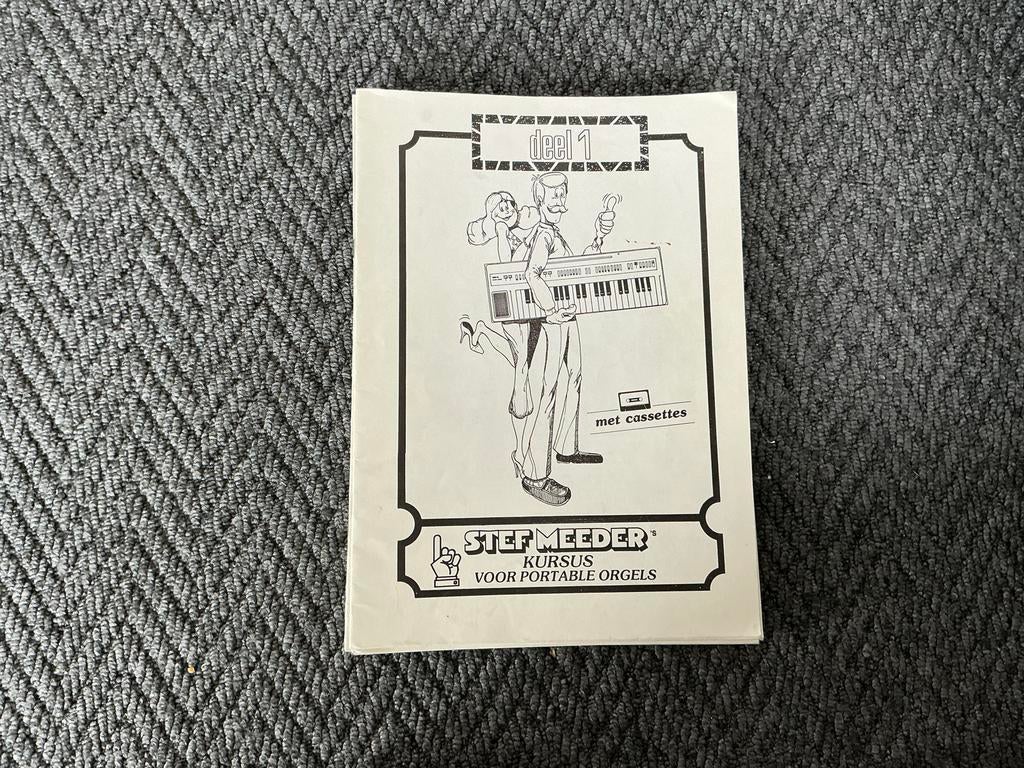 deel 1
met cassettes
STEF MEEDER's
KURSUS
VOOR PORTABLE ORGELS